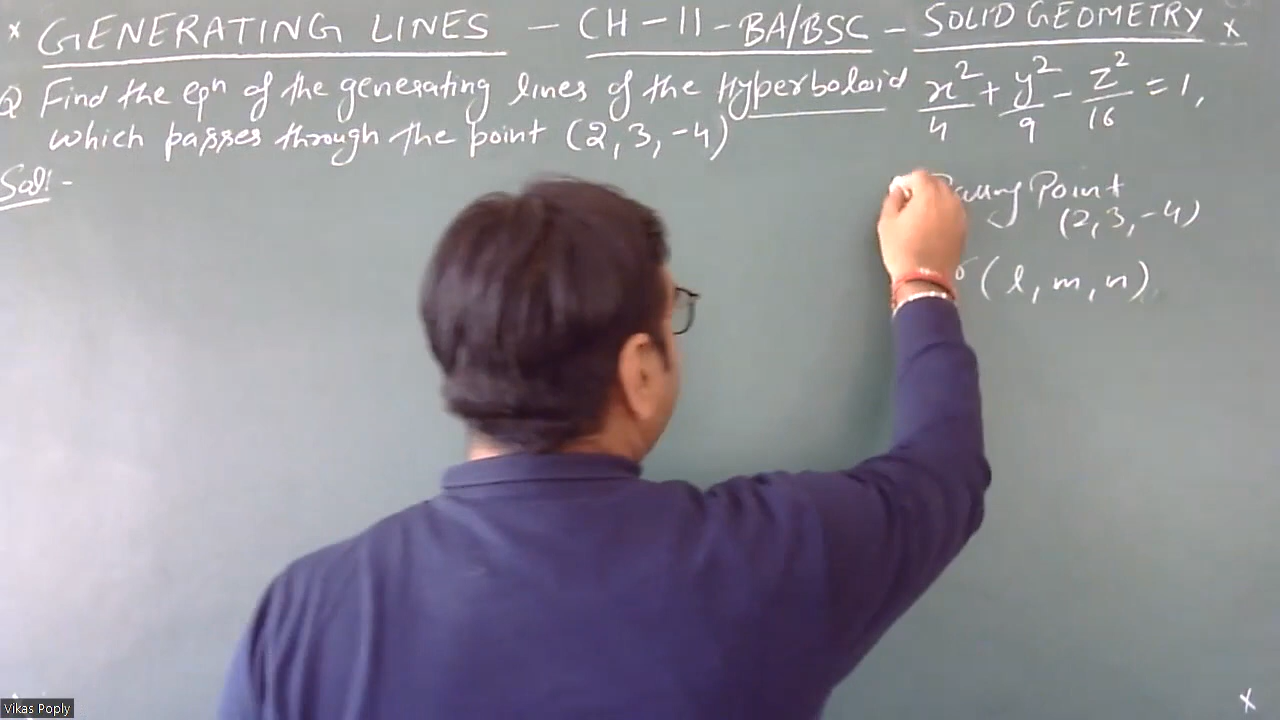 × GENERATING LINES - CH-11 - BA/BSC - SOLID GEOMETRY ×
Q Find the eqn of the generating lines of the Hyperboloid x²/4 + y²/9 - z²/16 = 1,
which passes through the point (2, 3, -4)
Sol: -
Point
(2, 3, -4)
(l, m, n)
×
Vikas Poply